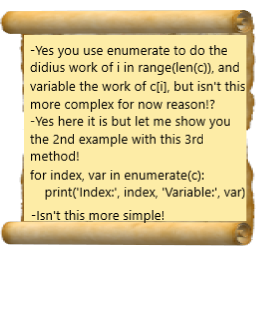 -Yes you use enumerate to do the
didius work of i in range(len(c)), and
variable the work of c[i], but isn't this
more complex for now reason!?
-Yes here it is but let me show you
the 2nd example with this 3rd
method!
for index, var in enumerate(c):
print('Index:', index, 'Variable:', var)
-Isn't this more simple!